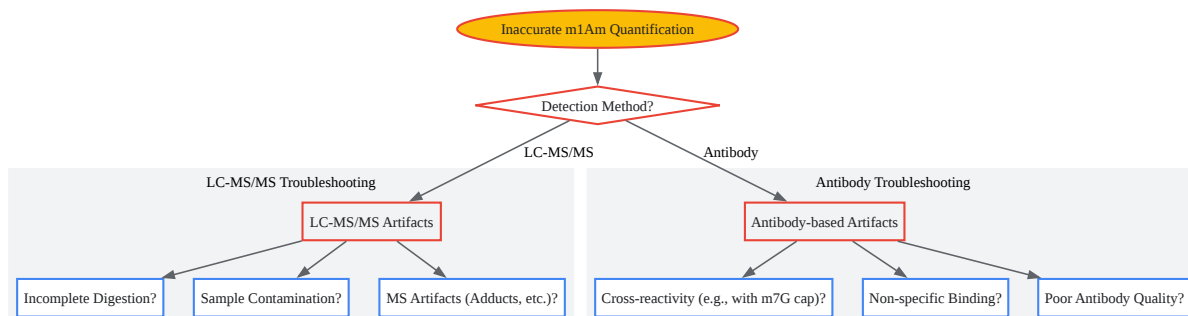 Inaccurate m1Am Quantification
Detection Method?
LC-MS/MS
Antibody
LC-MS/MS Troubleshooting
Antibody Troubleshooting
LC-MS/MS Artifacts
Antibody-based Artifacts
Incomplete Digestion?
Sample Contamination?
MS Artifacts (Adducts, etc.)?
Cross-reactivity (e.g., with m7G cap)?
Non-specific Binding?
Poor Antibody Quality?